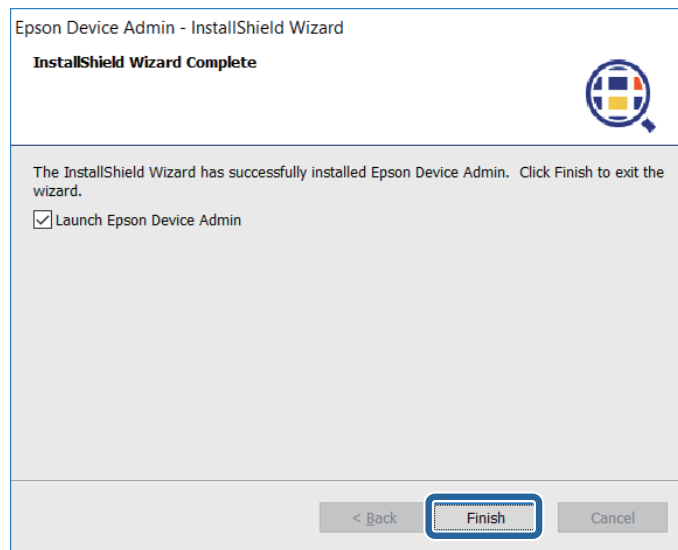 Epson Device Admin - InstallShield Wizard
InstallShield Wizard Complete
The InstallShield Wizard has successfully installed Epson Device Admin. Click Finish to exit the
wizard.
Launch Epson Device Admin
< Back
Finish
Cancel